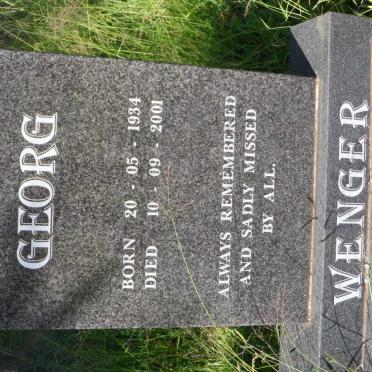 GEORG
BORN 20 - 05 - 1934
DIED 10 - 09 - 2001
ALWAYS REMEMBERED
AND SADLY MISSED
BY ALL.
WENGER